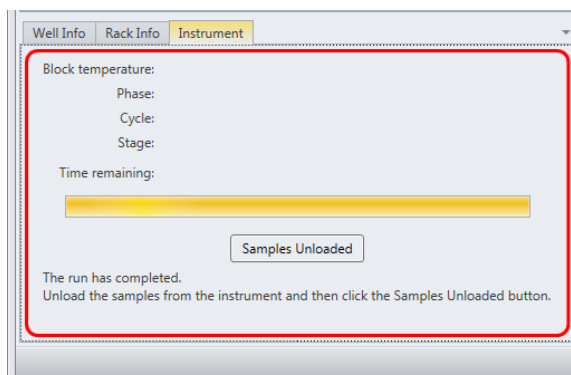 Well Info Rack Info Instrument
Block temperature:
Phase:
Cycle:
Stage:
Time remaining:
Samples Unloaded
The run has completed.
Unload the samples from the instrument and then click the Samples Unloaded button.